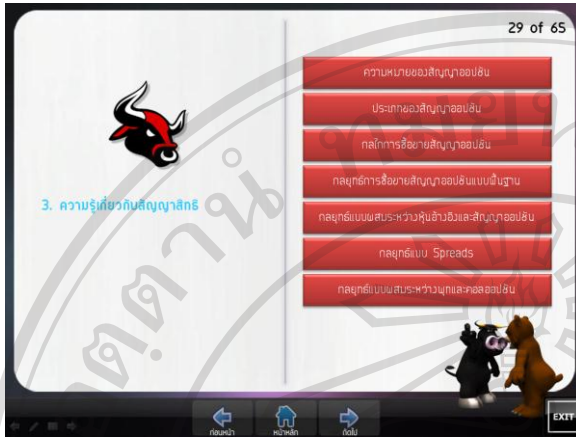 29 of 65
3. ความรู้เกี่ยวกับสัญญาสิทธิ
ความหมายของสัญญาออปชัน
ประเภทของสัญญาออปชัน
กลไกการซื้อขายสัญญาออปชัน
กลยุทธ์การซื้อขายสัญญาออปชันแบบพื้นฐาน
กลยุทธ์แบบผสมระหว่างหุ้นอ้างอิงและสัญญาออปชัน
กลยุทธ์แบบ Spreads
กลยุทธ์แบบผสมระหว่างพุทและคอลออปชัน
ก่อนหน้า
หน้าหลัก
ถัดไป
EXIT